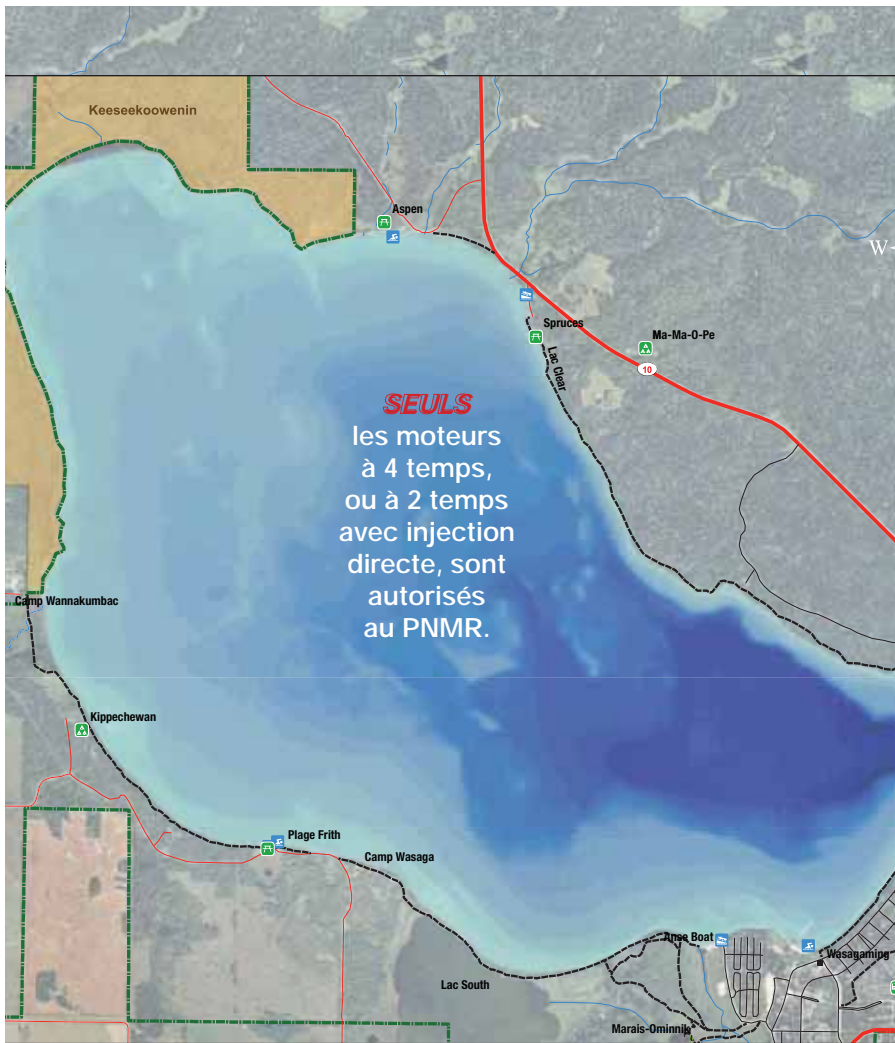 Keeseekoowenin
Aspen
W
Spruces
Ma-Ma-O-Pe
Lac Clear
10
SEULS
les moteurs
à 4 temps,
ou à 2 temps
avec injection
directe, sont
autorisés
au PNMR.
Camp Wannakumbac
Kippechewan
Plage Frith
Camp Wasaga
Anse Boat
Wasagaming
Lac South
Marais-Ominnik